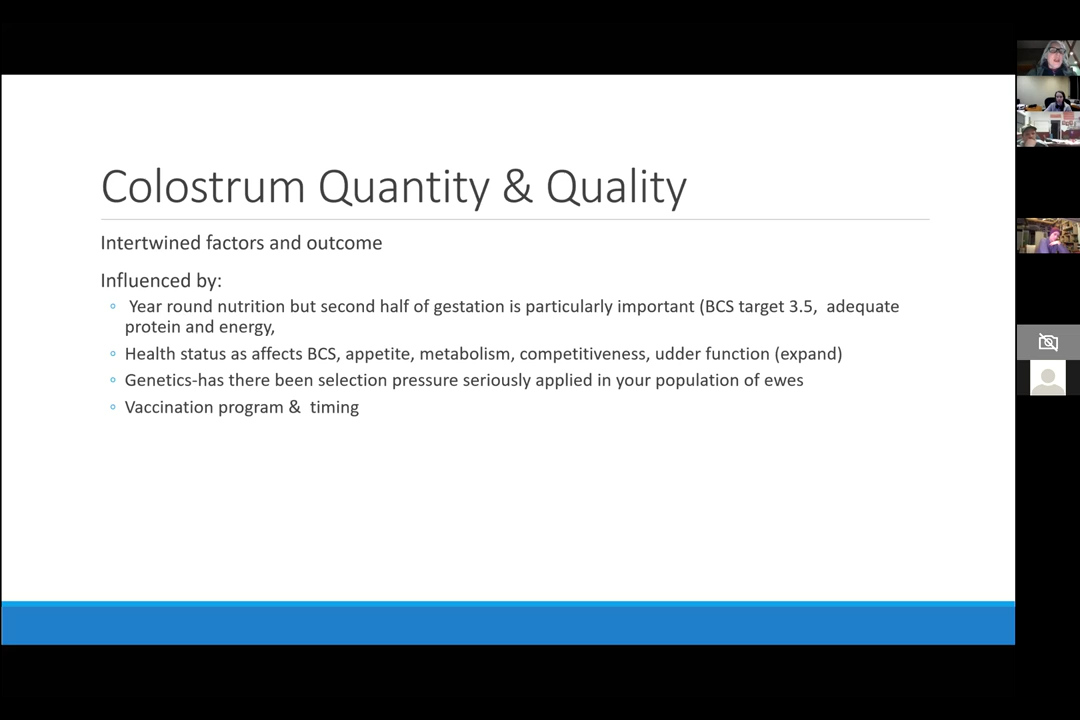 Colostrum Quantity & Quality
Intertwined factors and outcome
Influenced by:
Year round nutrition but second half of gestation is particularly important (BCS target 3.5, adequate
protein and energy,
Health status as affects BCS, appetite, metabolism, competitiveness, udder function (expand)
Genetics-has there been selection pressure seriously applied in your population of ewes
Vaccination program & timing